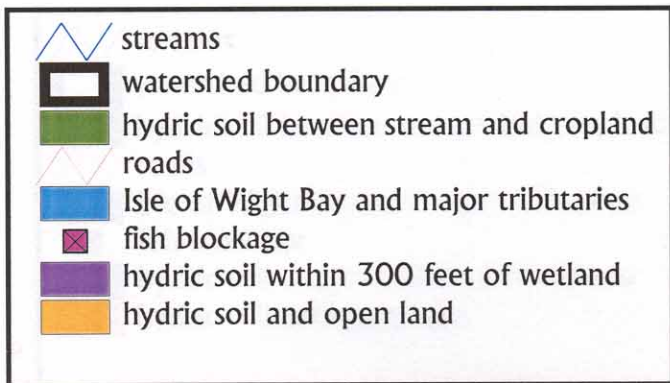 streams
watershed boundary
hydric soil between stream and cropland
roads
Isle of Wight Bay and major tributaries
fish blockage
hydric soil within 300 feet of wetland
hydric soil and open land